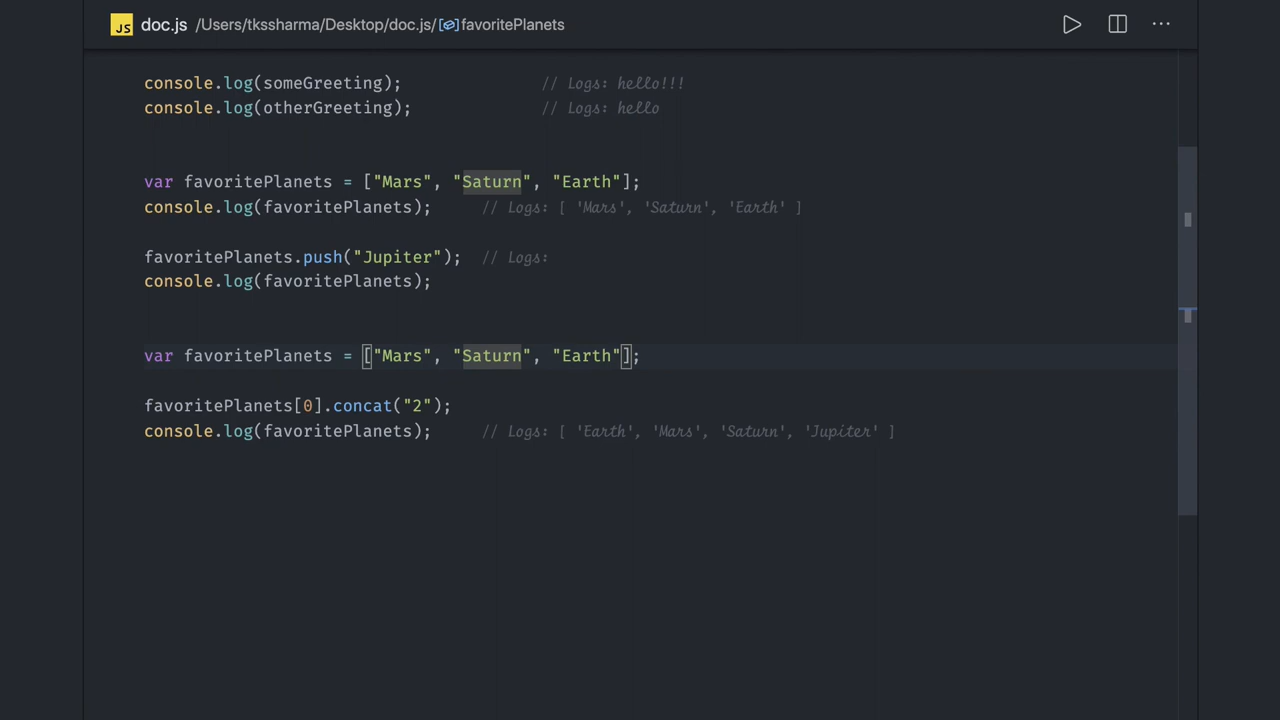 JS doc.js /Users/tkssharma/Desktop/doc.js/favoritePlanets
console.log(someGreeting); // Logs: hello!!!
console.log(otherGreeting); // Logs: hello
var favoritePlanets = ["Mars", "Saturn", "Earth"];
console.log(favoritePlanets); // Logs: [ 'Mars', 'Saturn', 'Earth' ]
favoritePlanets.push("Jupiter"); // Logs:
console.log(favoritePlanets);
var favoritePlanets = ["Mars", "Saturn", "Earth"];
favoritePlanets[0].concat("2");
console.log(favoritePlanets); // Logs: [ 'Earth', 'Mars', 'Saturn', 'Jupiter' ]